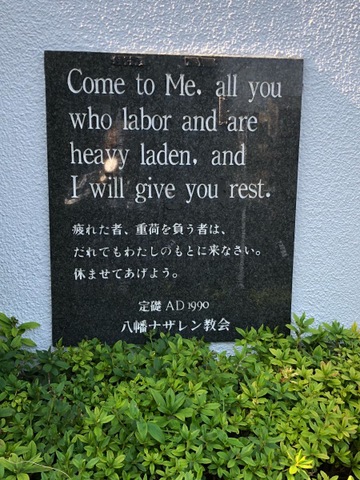 Come to Me, all you
who labor and are
heavy laden, and
I will give you rest.
疲れた者、重荷を負う者は、
だれでもわたしのもとに来なさい。
休ませてあげよう。
定礎 AD 1990
八幡ナザレン教会